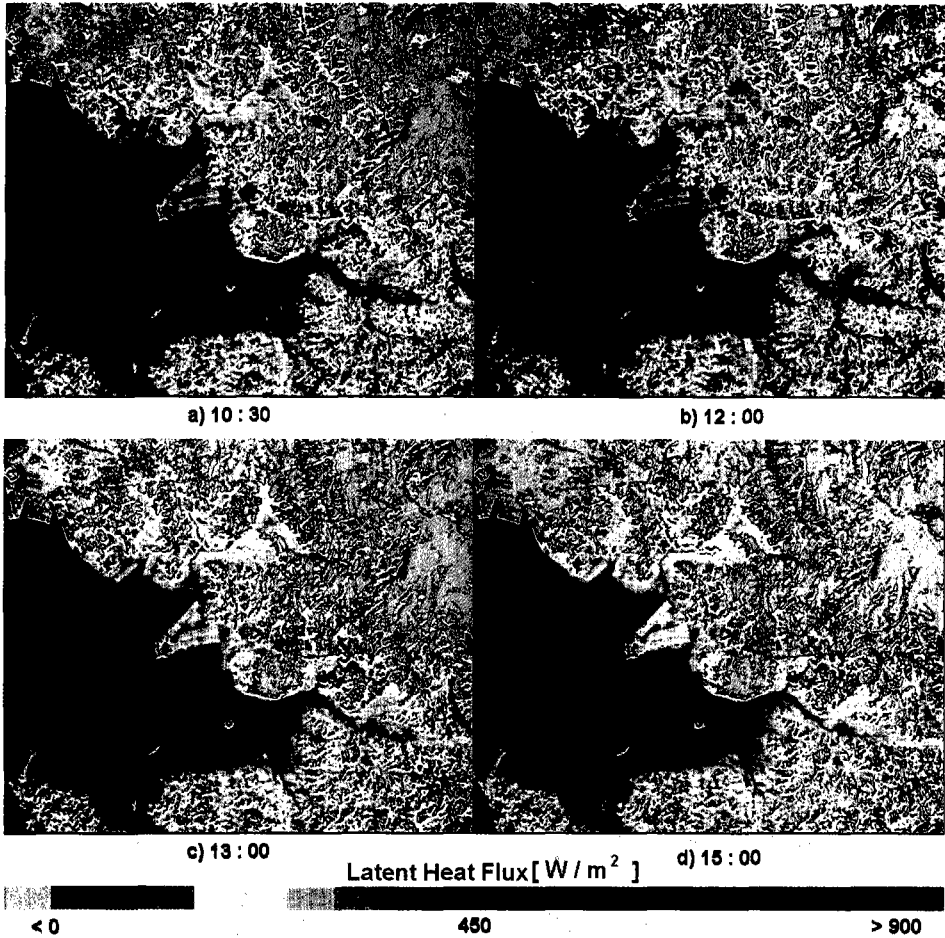 a) 10 : 30
b) 12 : 00
c) 13 : 00
d) 15 : 00
Latent Heat Flux [ W / m² ]
< 0
450
> 900